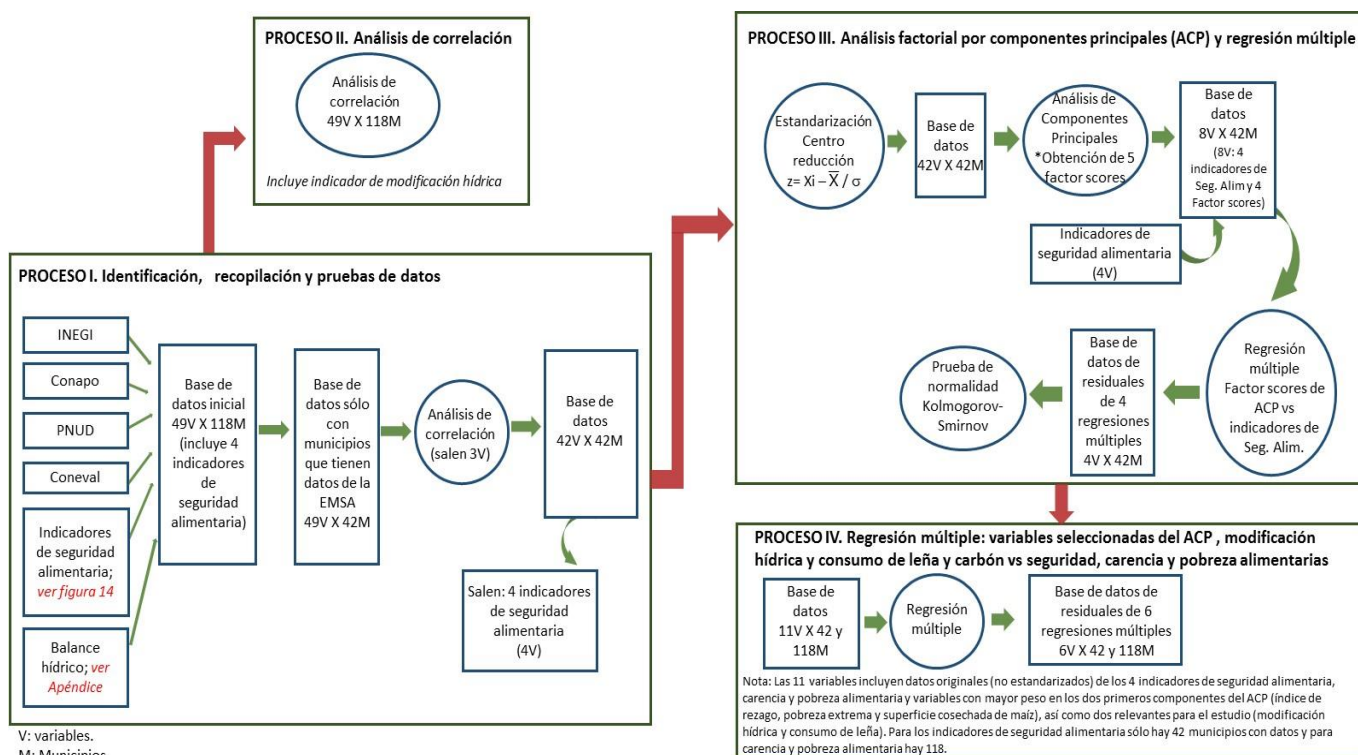 PROCESO II. Análisis de correlación
Análisis de
correlación
49V X 118M
Incluye indicador de modificación hídrica
PROCESO I. Identificación, recopilación y pruebas de datos
INEGI
Conapo
PNUD
Coneval
Indicadores
de seguridad
alimentaria;
ver figura 14
Balance
hídrico; ver
Apéndice
Base de
datos inicial
49V X 118M
(incluye 4
indicadores
de
seguridad
alimentaria)
Base de
datos sólo
con
municipios
que tienen
datos de la
EMSA
49V X 42M
Análisis de
correlación
(salen 3V)
Base de
datos
42V X 42M
Salen: 4 indicadores
de seguridad
alimentaria
(4V)
V: variables.
M: Municipios
PROCESO III. Análisis factorial por componentes principales (ACP) y regresión múltiple
Estandarización
Centro
reducción
z= Xi – X̅ / σ
Base de
datos
42V X 42M
Análisis de
Componentes
Principales
*Obtención de 5
factor scores
Base de
datos
8V X 42M
(8V: 4
indicadores de
Seg. Alim y 4
Factor scores)
Indicadores de
seguridad alimentaria
(4V)
Regresión
múltiple
Factor scores de
ACP vs
indicadores de
Seg. Alim.
Base de
datos de
residuales
de 4
regresiones
múltiples
4V X 42M
Prueba de
normalidad
Kolmogorov-
Smirnov
PROCESO IV. Regresión múltiple: variables seleccionadas del ACP , modificación
hídrica y consumo de leña y carbón vs seguridad, carencia y pobreza alimentarias
Base de
datos
11V X 42 y
118M
Regresión
múltiple
Base de datos de
residuales de 6
regresiones múltiples
6V X 42 y 118M
Nota: Las 11 variables incluyen datos originales (no estandarizados) de los 4 indicadores de seguridad alimentaria,
carencia y pobreza alimentaria y variables con mayor peso en los dos primeros componentes del ACP (índice de
rezago, pobreza extrema y superficie cosechada de maíz), así como dos relevantes para el estudio (modificación
hídrica y consumo de leña). Para los indicadores de seguridad alimentaria sólo hay 42 municipios con datos y para
carencia y pobreza alimentaria hay 118.